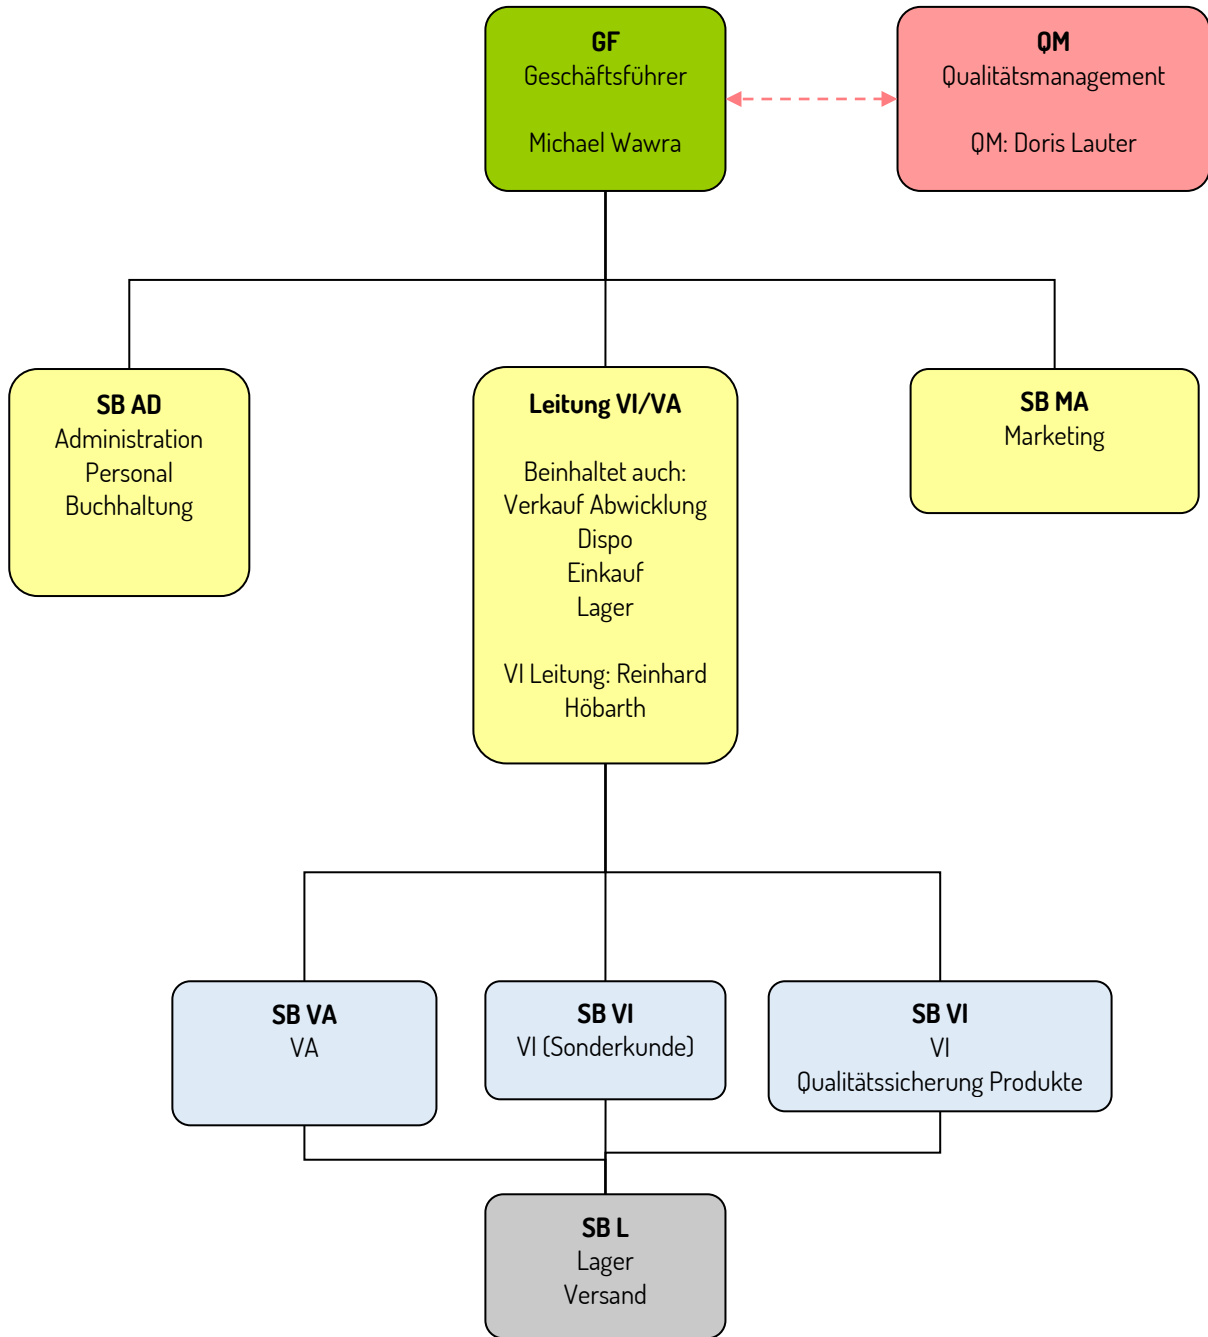 GF
Geschäftsführer
Michael Wawra
QM
Qualitätsmanagement
QM: Doris Lauter
SB AD
Administration
Personal
Buchhaltung
Leitung VI/VA
Beinhaltet auch:
Verkauf Abwicklung
Dispo
Einkauf
Lager
VI Leitung: Reinhard
Höbarth
SB MA
Marketing
SB VA
VA
SB VI
VI (Sonderkunde)
SB VI
VI
Qualitätssicherung Produkte
SB L
Lager
Versand